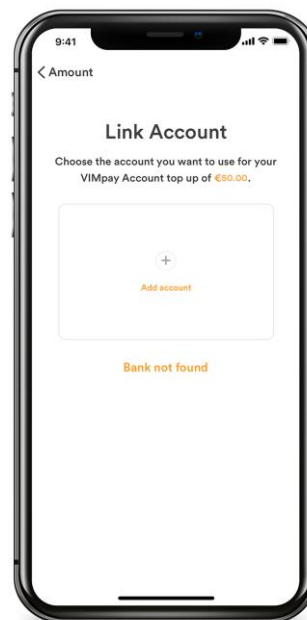 9:41
< Amount
Link Account
Choose the account you want to use for your
VIMpay Account top up of €50.00.
+
Add account
Bank not found